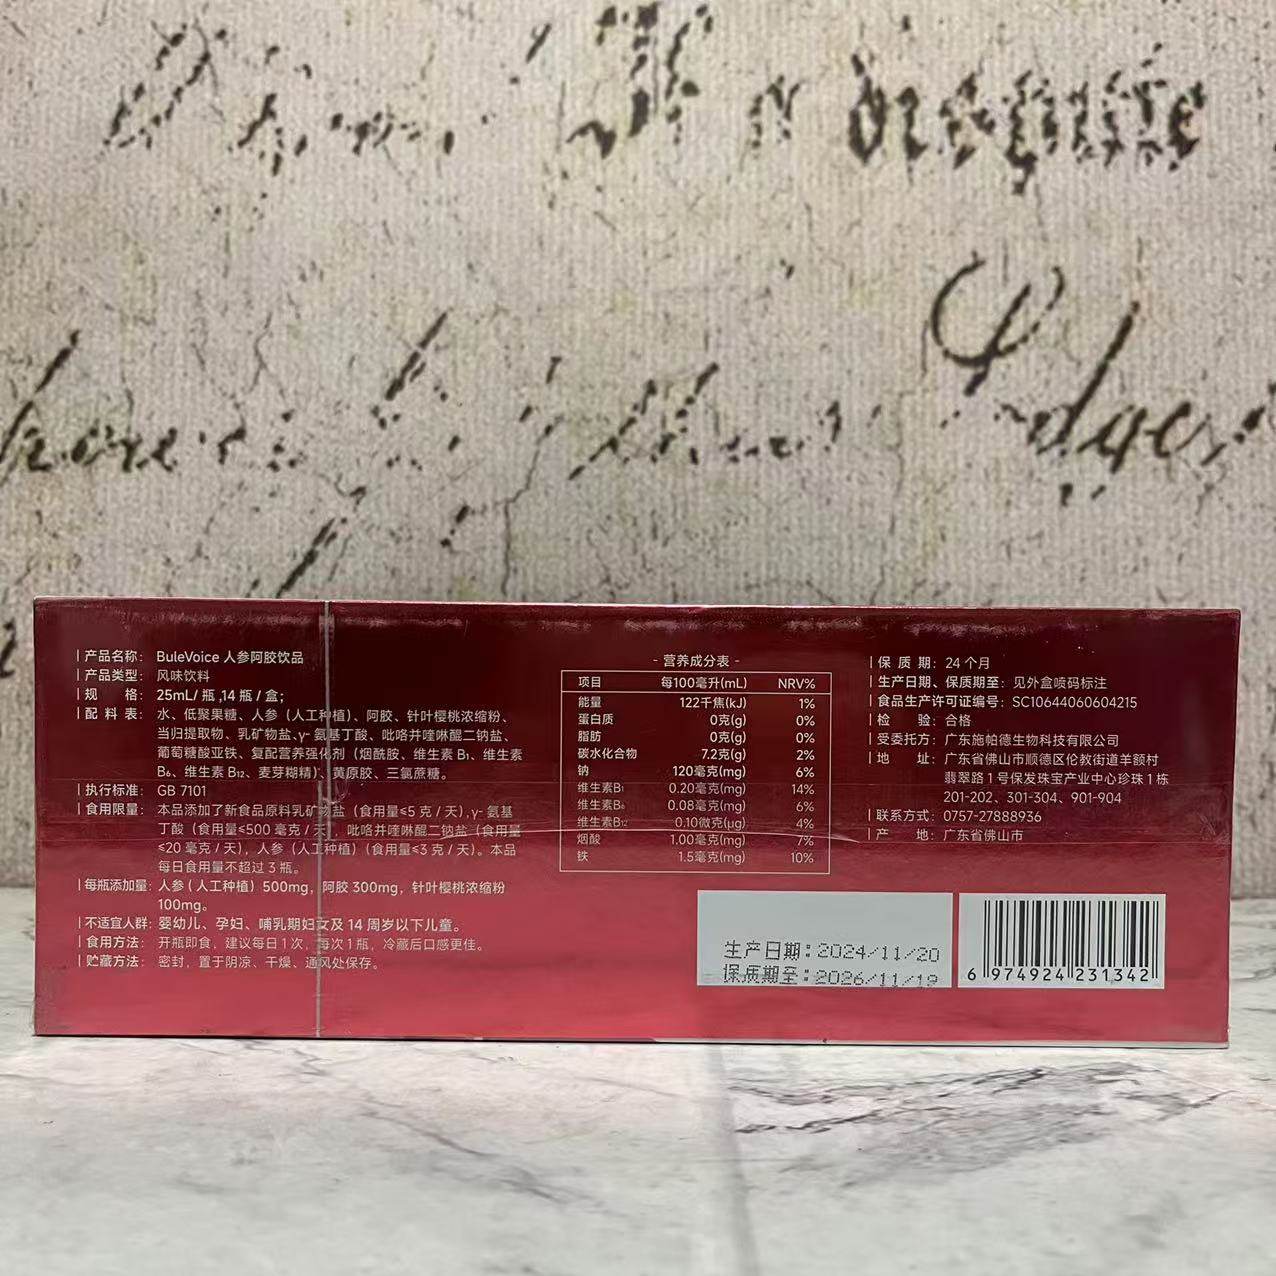 产品名称： BuleVoice 人参阿胶饮品
产品类型： 风味饮料
规 格： 25mL/ 瓶 ,14 瓶 / 盒；
配 料 表： 水、低聚果糖、人参（人工种植）、阿胶、针叶樱桃浓缩粉、
当归提取物、乳矿物盐、γ- 氨基丁酸、吡咯并喹啉醌二钠盐、
葡萄糖酸亚铁、复配营养强化剂（烟酰胺、维生素 B₁、维生素
B₆、维生素 B₁₂、麦芽糊精）、黄原胶、三氯蔗糖。
执行标准： GB 7101
食用限量： 本品添加了新食品原料乳矿物盐（食用量≤5 克 / 天）, γ- 氨基
丁酸（食用量≤500 毫克 / 天），吡咯并喹啉醌二钠盐（食用量
≤20 毫克 / 天），人参（人工种植）（食用量≤3 克 / 天）。本品
每日食用量不超过 3 瓶。
每瓶添加量： 人参 ( 人工种植）500mg，阿胶 300mg，针叶樱桃浓缩粉
100mg。
不适宜人群： 婴幼儿、孕妇、哺乳期妇女及 14 周岁以下儿童。
食用方法： 开瓶即食，建议每日 1 次，每次 1 瓶，冷藏后口感更佳。
贮藏方法： 密封，置于阴凉、干燥、通风处保存。
- 营养成分表 -
项目 每100毫升(mL) NRV%
能量 122千焦(kJ) 1%
蛋白质 0克(g) 0%
脂肪 0克(g) 0%
碳水化合物 7.2克(g) 2%
钠 120毫克(mg) 6%
维生素B₁ 0.20毫克(mg) 14%
维生素B₆ 0.08毫克(mg) 6%
维生素B₁₂ 0.10微克(μg) 4%
烟酸 1.00毫克(mg) 7%
铁 1.5毫克(mg) 10%
保 质 期： 24 个月
生产日期、保质期至： 见外盒喷码标注
食品生产许可证编号： SC10644060604215
检 验： 合格
受委托方： 广东施帕德生物科技有限公司
地 址： 广东省佛山市顺德区伦教街道羊额村
翡翠路 1 号保发珠宝产业中心珍珠 1 栋
201-202、301-304、901-904
联系方式： 0757-27888936
产 地： 广东省佛山市
生产日期:2024/11/20
保质期至:2026/11/19
6 974924 231342